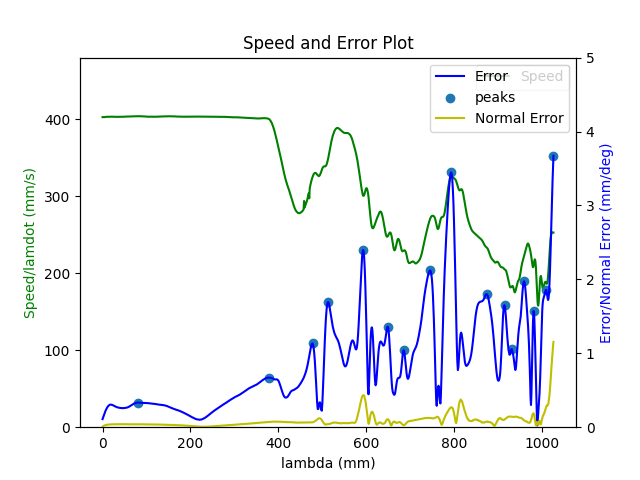 Speed and Error Plot
Error
Speed
peaks
Normal Error
Speed/lamdot (mm/s)
0
100
200
300
400
0
1
2
3
4
5
Error/Normal Error (mm/deg)
0
200
400
600
800
1000
lambda (mm)